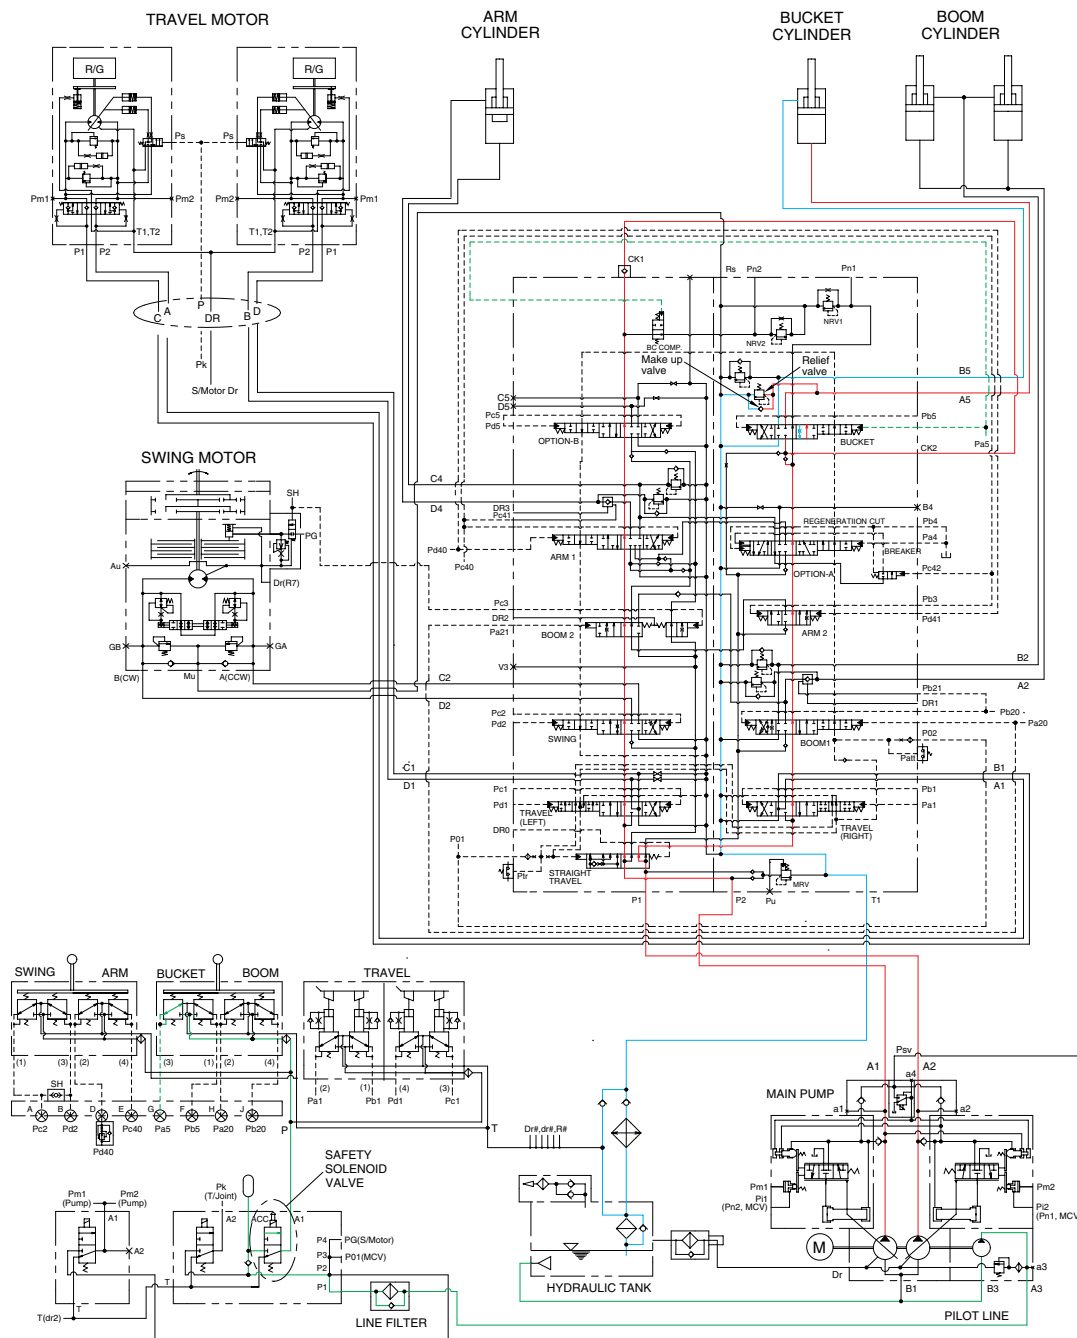 TRAVEL MOTOR
ARM
CYLINDER
BUCKET
CYLINDER
BOOM
CYLINDER
R/G
R/G
Ps
Ps
Pm1
Pm2
Pm2
Pm1
T1,T2
T1,T2
P1
P2
P2
P1
C
A
P
DR
B
D
Pk
S/Motor Dr
CK1
Rs
Pn2
Pn1
NRV1
NRV2
BC COMP.
Make up
valve
Relief
valve
B5
A5
C5
D5
Pc5
Pd5
OPTION-B
Pb5
BUCKET
Pa5
CK2
SWING MOTOR
SH
PG
Au
Dr(R7)
GB
GA
B(CW)
Mu
A(CCW)
C4
D4
DR3
Pc41
Pd40
Pc40
ARM 1
B4
REGENERATIION CUT
Pb4
Pa4
BREAKER
OPTION-A
Pc42
Pc3
DR2
Pa21
BOOM 2
Pb3
Pd41
ARM 2
V3
B2
A2
C2
D2
Pb21
DR1
Pb20
Pc2
Pd2
SWING
Pa20
BOOM1
P02
Patt
C1
D1
B1
A1
Pc1
Pd1
TRAVEL
(LEFT)
Pb1
Pa1
TRAVEL
(RIGHT)
DR0
P01
Ptr
STRAIGHT
TRAVEL
MRV
P1
P2
Pu
T1
SWING
ARM
BUCKET
BOOM
TRAVEL
(1)
(3)
(2)
(4)
(3)
(1)
(2)
(4)
(2)
(1)
(4)
(3)
Pa1
Pb1
Pd1
Pc1
SH
A
B
D
E
G
F
H
J
Pc2
Pd2
Pc40
Pa5
Pb5
Pa20
Pb20
P
Pd40
T
Dr#,dr#,R#
SAFETY
SOLENOID
VALVE
Pm1
(Pump)
Pm2
(Pump)
A1
A2
Pk
(T/Joint)
A2
ACC
A1
P4
PG(S/Motor)
P3
P01(MCV)
P2
P1
T
T
T(dr2)
LINE FILTER
HYDRAULIC TANK
Psv
A1
A2
a4
MAIN PUMP
a1
a2
Pm1
Pi1
(Pn2, MCV)
Pm2
Pi2
(Pn1, MCV)
M
Dr
a3
B1
B3
A3
PILOT LINE